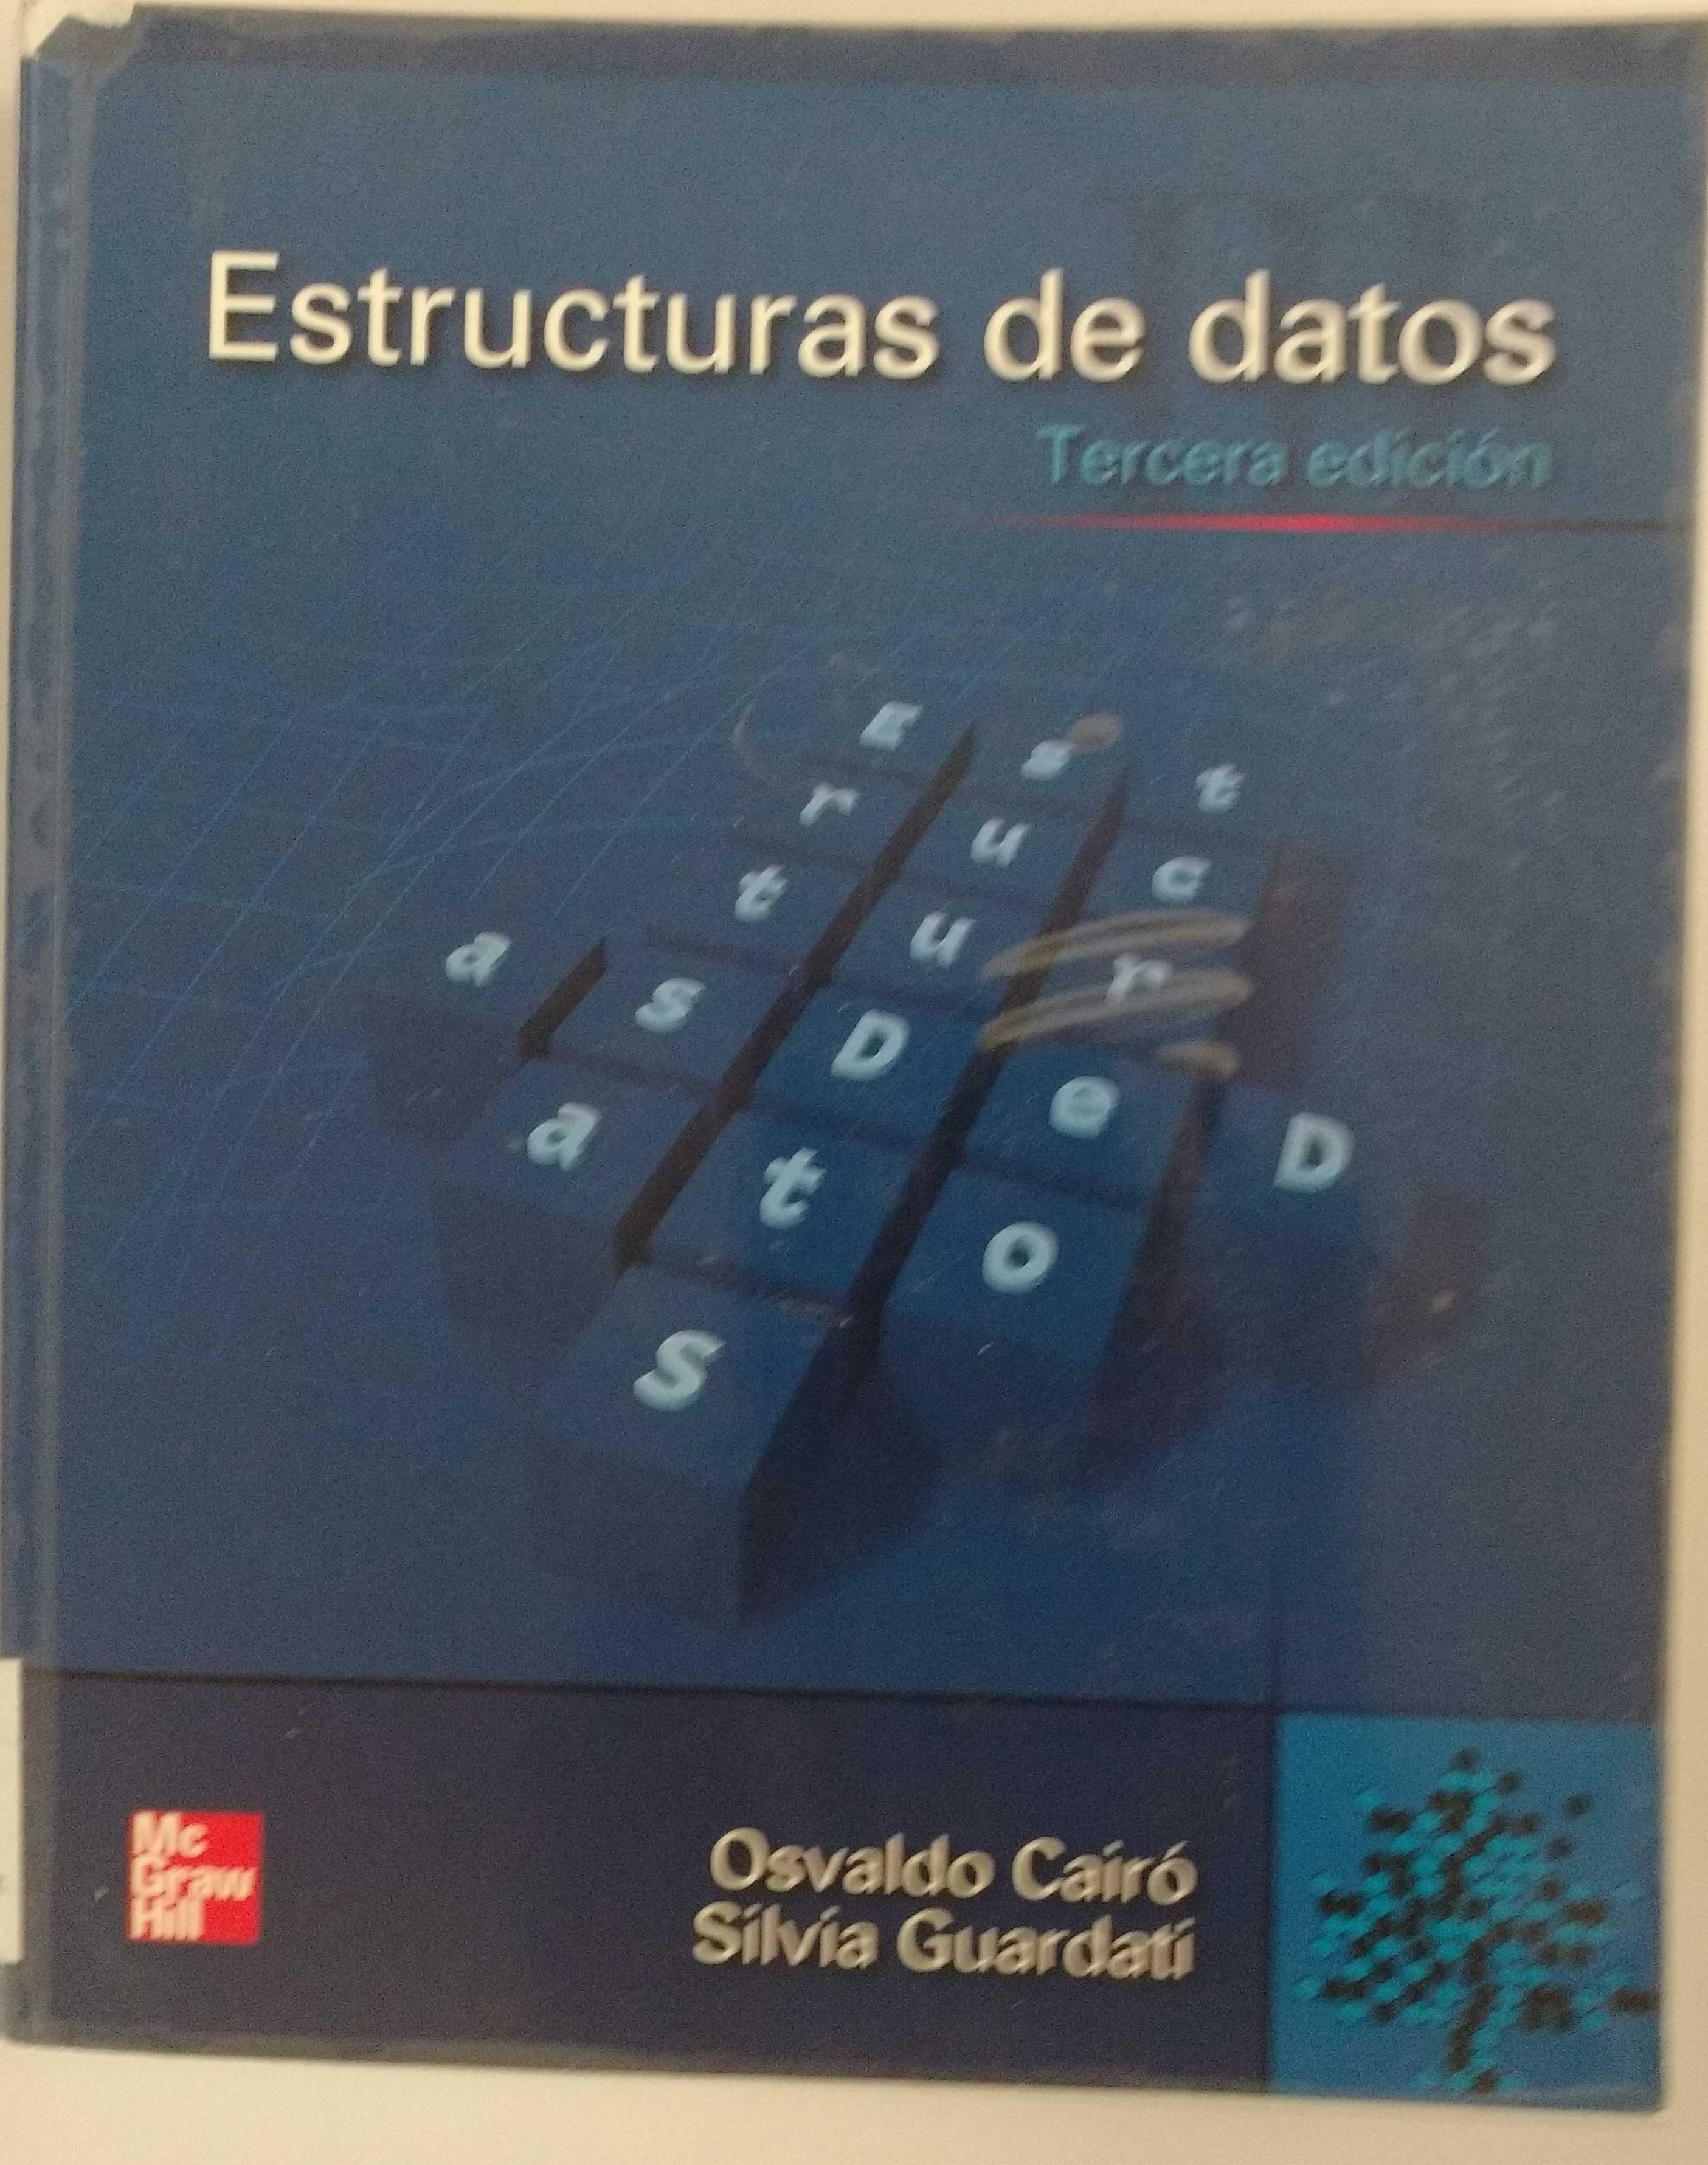 Estructuras de datos
Tercera edición
E s t
r u c
t u r
a s D e D
a t o
s
Mc
Graw
Hill
Osvaldo Cairó
Silvia Guardati